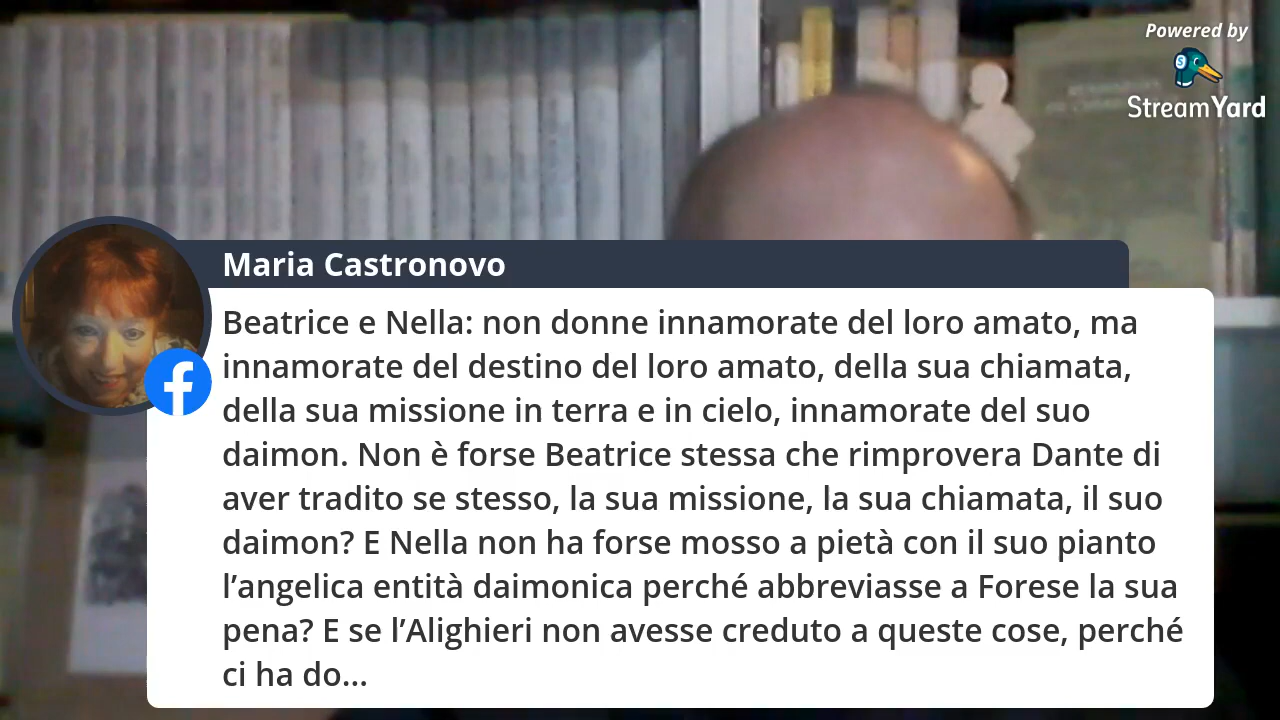 Powered by
StreamYard
Maria Castronovo
Beatrice e Nella: non donne innamorate del loro amato, ma
innamorate del destino del loro amato, della sua chiamata,
della sua missione in terra e in cielo, innamorate del suo
daimon. Non è forse Beatrice stessa che rimprovera Dante di
aver tradito se stesso, la sua missione, la sua chiamata, il suo
daimon? E Nella non ha forse mosso a pietà con il suo pianto
l’angelica entità daimonica perché abbreviasse a Forese la sua
pena? E se l’Alighieri non avesse creduto a queste cose, perché
ci ha do...